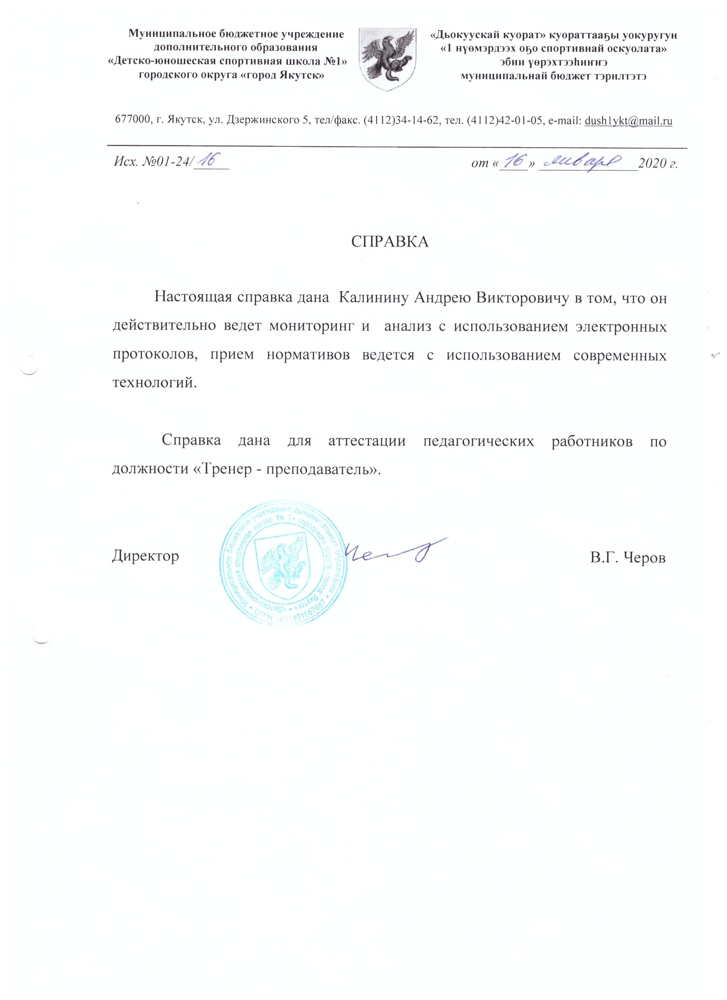 Муниципальное бюджетное учреждение
дополнительного образования
«Детско-юношеская спортивная школа №1»
городского округа «город Якутск»
«Дьокуускай куорат» куораттааҕы уокуругун
«1 нүөмэрдээх оҕо спортивнай оскуолата»
эбии үөрэхтээһиҥҥэ
муниципальнай бюджет тэрилтэтэ
677000, г. Якутск, ул. Дзержинского 5, тел/факс. (4112)34-14-62, тел. (4112)42-01-05, e-mail: dush1ykt@mail.ru
Исх. №01-24/ 16
от « 16 » января 2020 г.
СПРАВКА
Настоящая справка дана Калинину Андрею Викторовичу в том, что он
действительно ведет мониторинг и анализ с использованием электронных
протоколов, прием нормативов ведется с использованием современных
технологий.
Справка дана для аттестации педагогических работников по
должности «Тренер - преподаватель».
Директор
В.Г. Черов
Муниципальное бюджетное учреждение дополнительного образования
«Детско-юношеская спортивная школа № 1» городского округа «город Якутск»
ОГРН 1021401067687